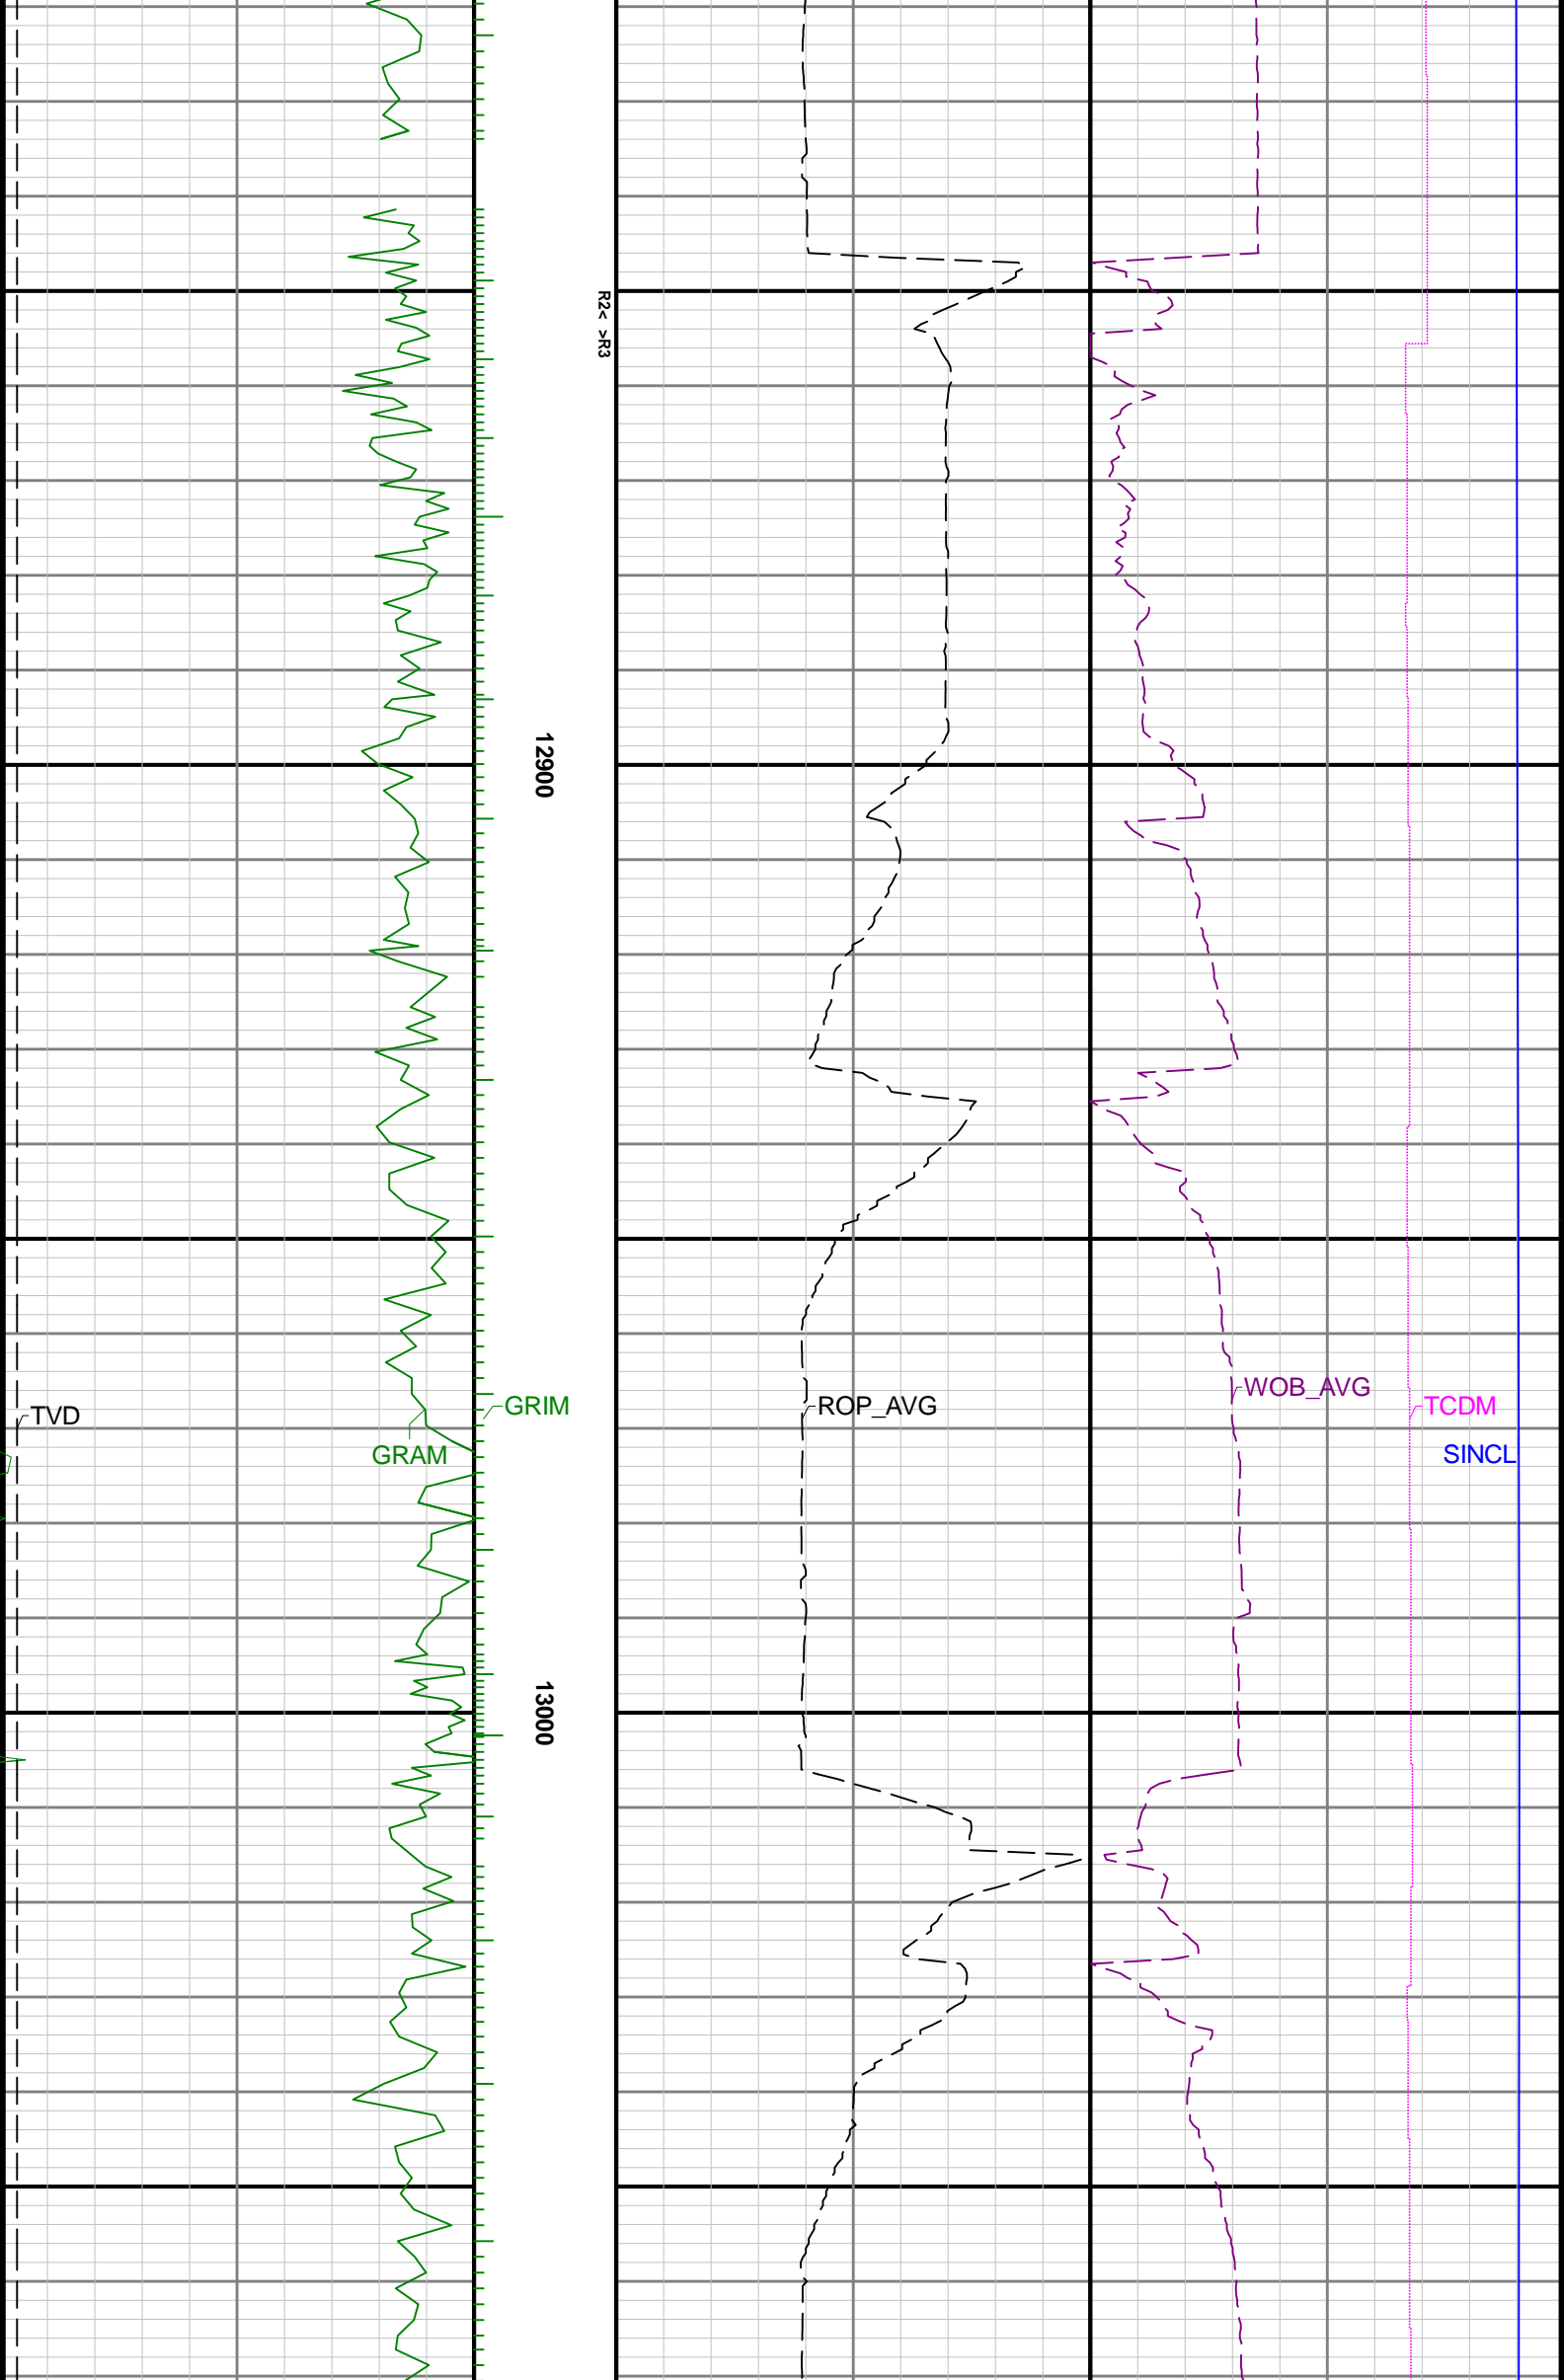 R2< >R3
12900
WOB_AVG
GRIM
ROP_AVG
TCDM
TVD
GRAM
SINCL
13000